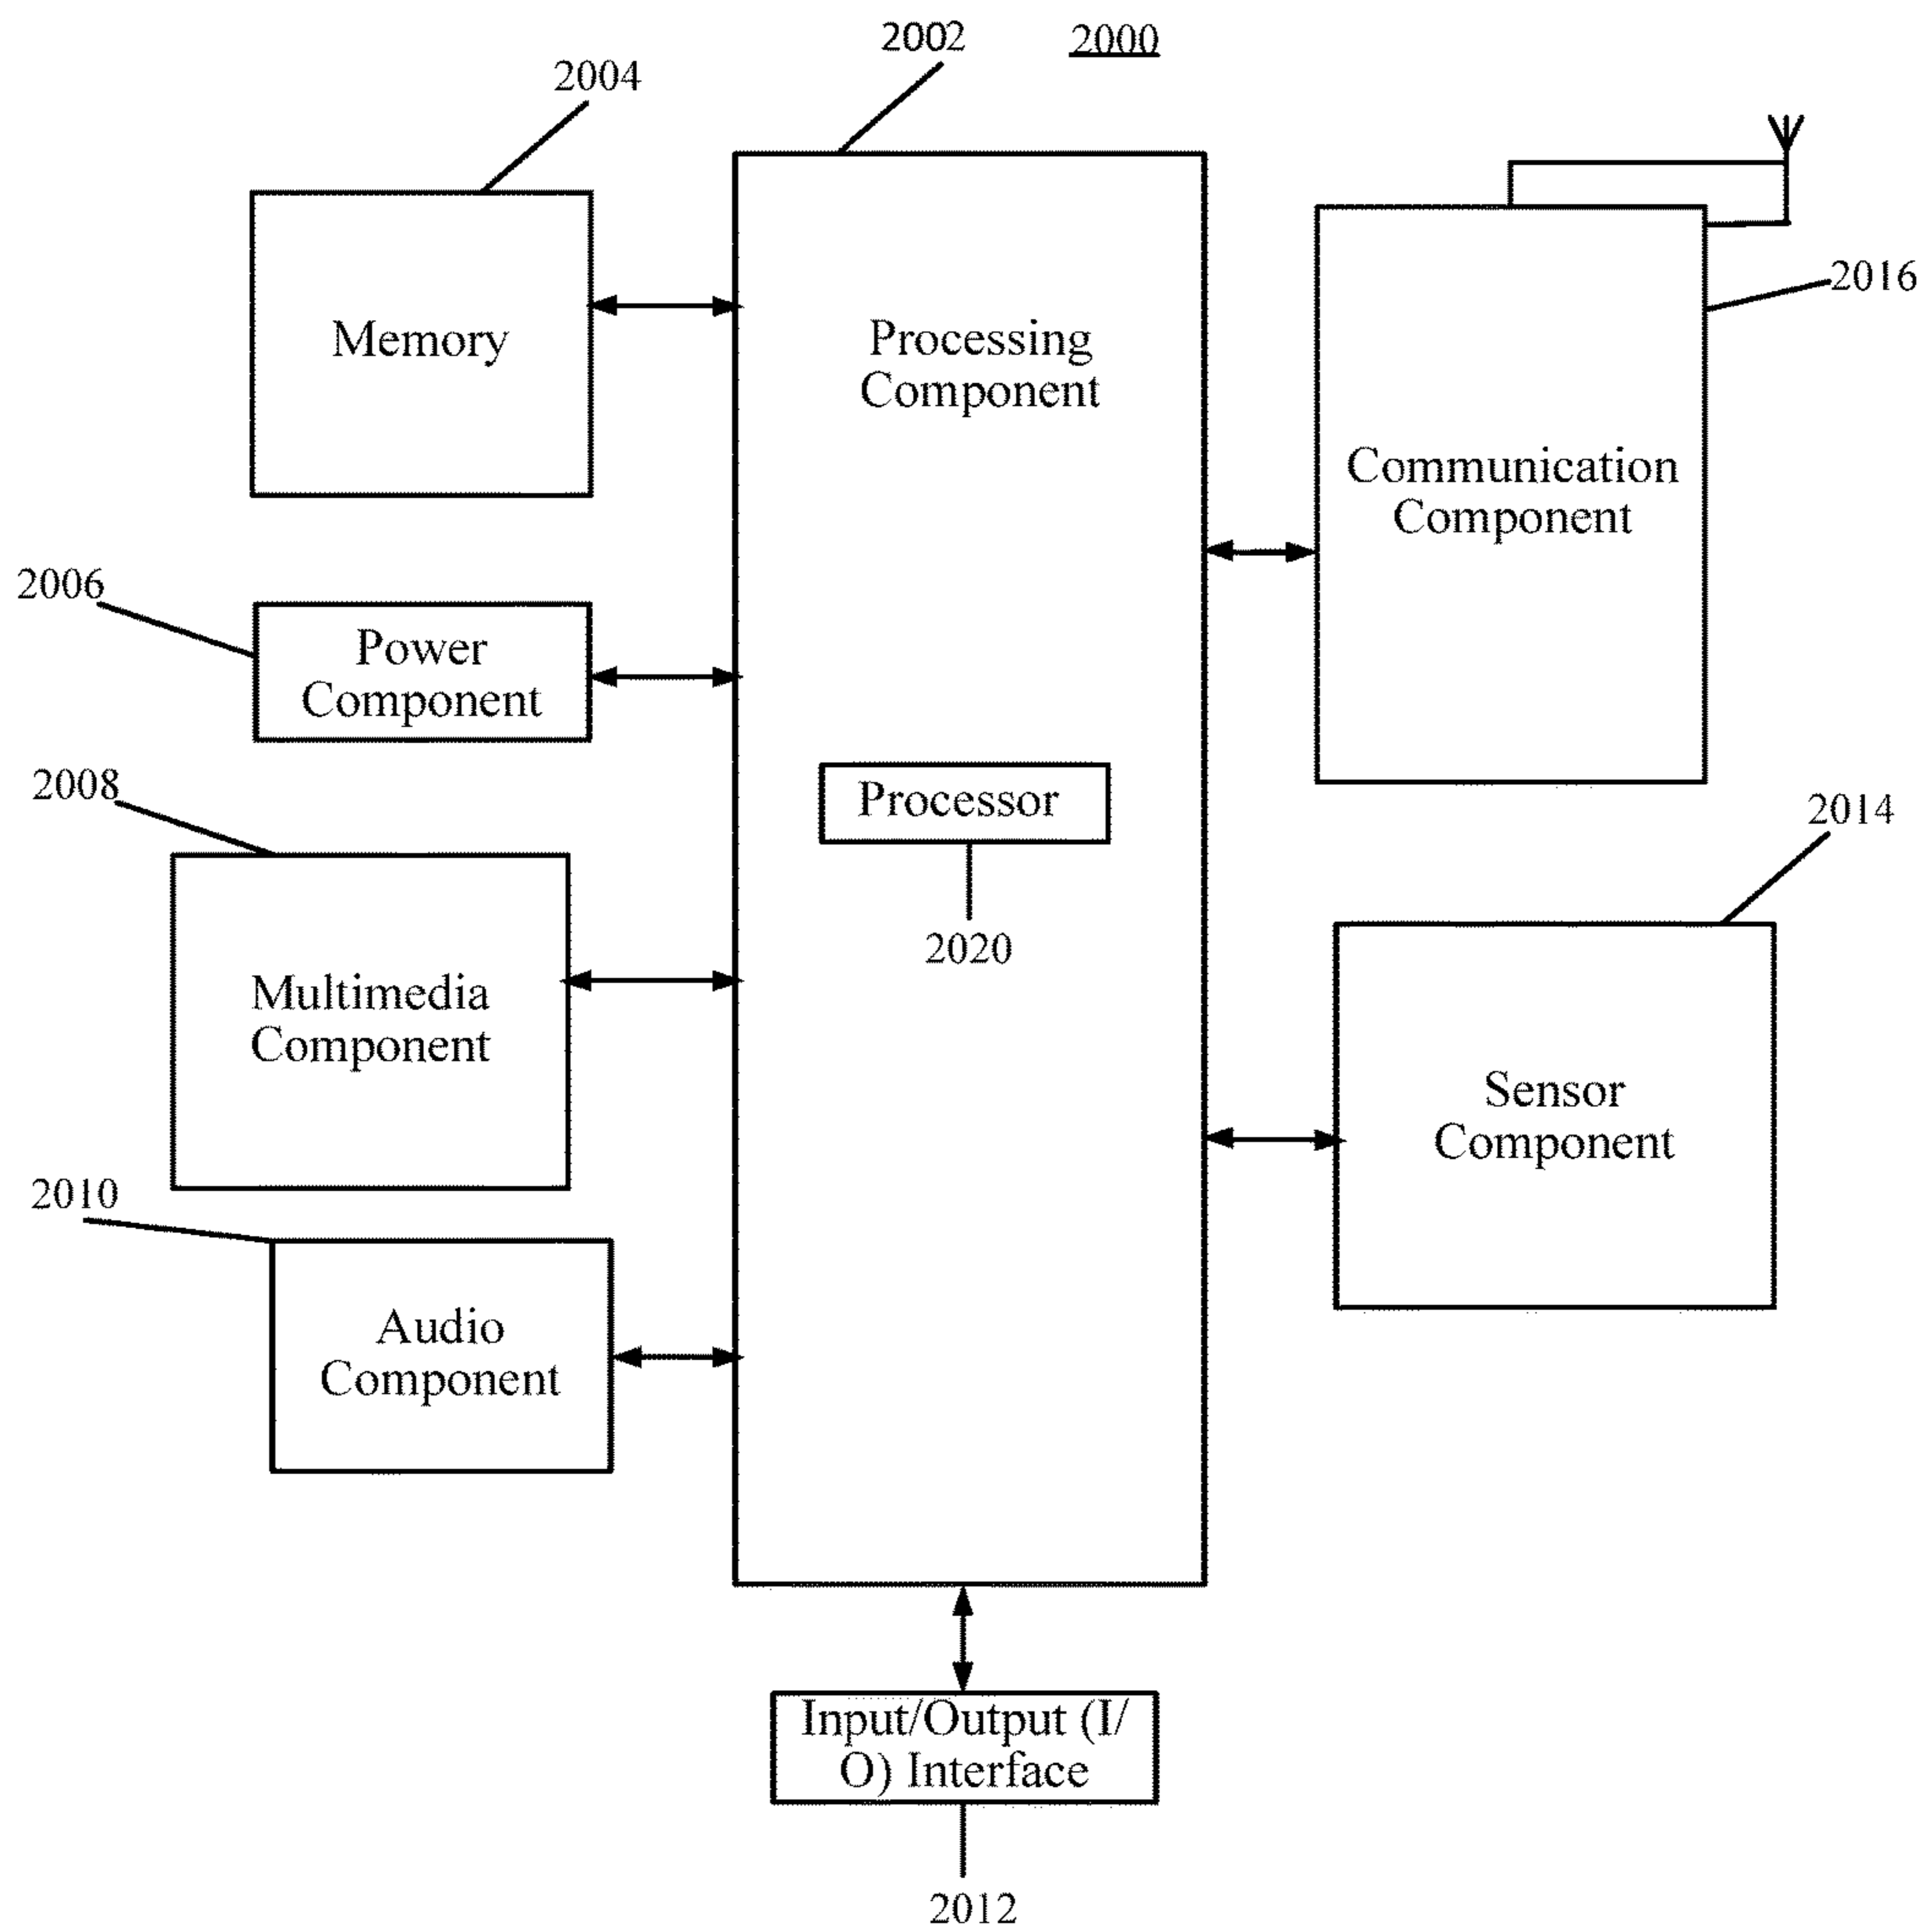 2002
2000
2004
Memory
Processing
Component
2016
Communication
Component
2006
Power
Component
2008
Processor
2014
2020
Multimedia
Component
Sensor
Component
2010
Audio
Component
Input/Output (I/
O) Interface
2012